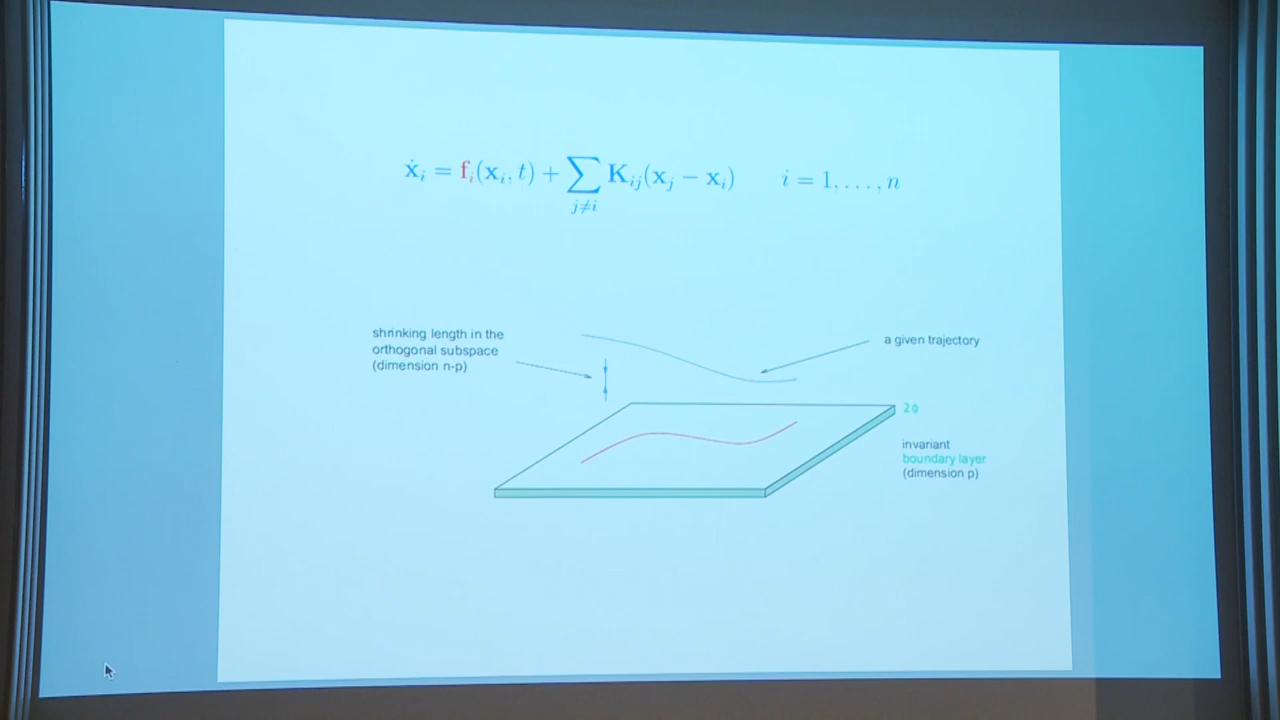 ẋᵢ = fᵢ(xᵢ, t) + ∑_{j≠i} Kᵢⱼ(xⱼ − xᵢ)    i = 1, . . . , n
shrinking length in the
orthogonal subspace
(dimension n-p)
a given trajectory
2ϕ
invariant
boundary layer
(dimension p)